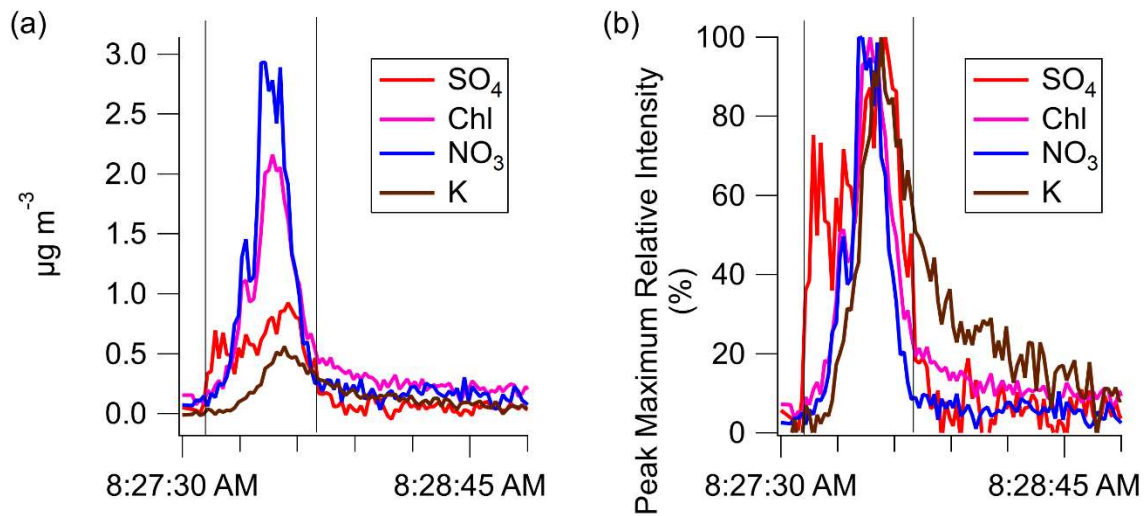 (a)
3.0
2.5
2.0
1.5
1.0
0.5
0.0
µg m⁻³
SO₄
Chl
NO₃
K
8:27:30 AM
8:28:45 AM
(b)
100
80
60
40
20
0
Peak Maximum Relative Intensity
(%)
SO₄
Chl
NO₃
K
8:27:30 AM
8:28:45 AM